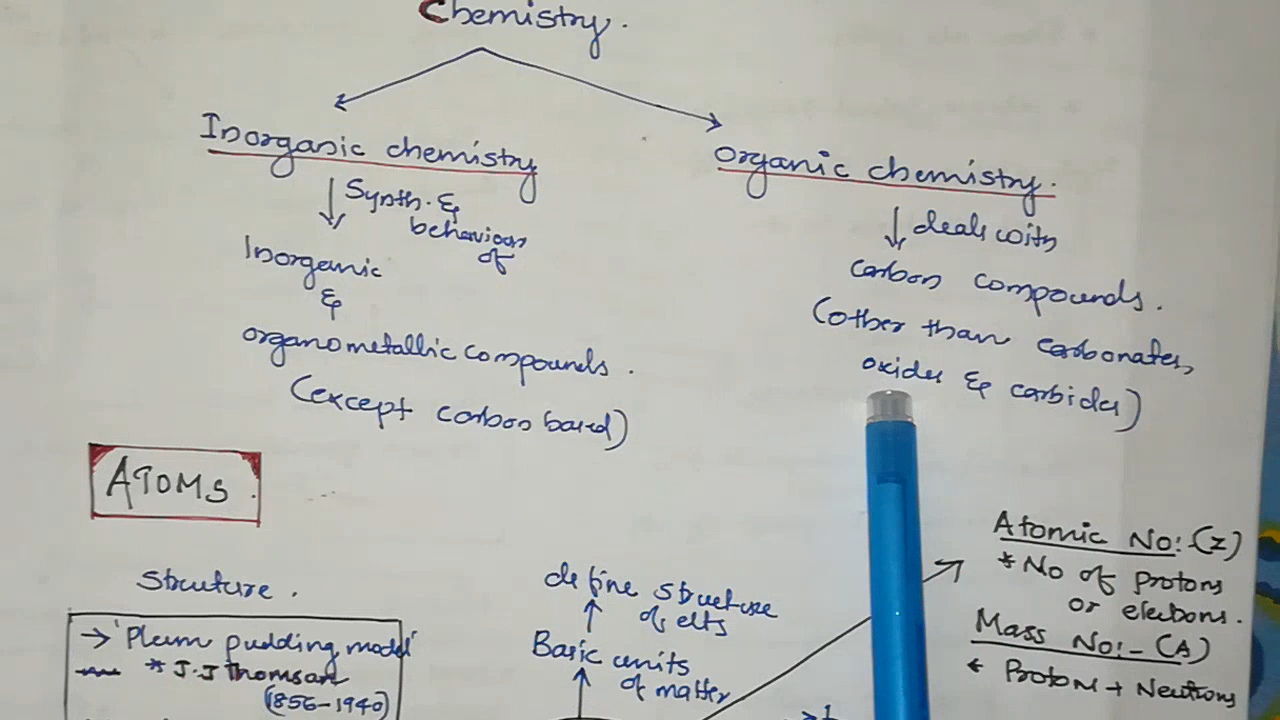 Chemistry.
Inorganic chemistry
Synth. &
behaviour
of
Inorganic
&
organometallic compounds.
(except carbon based)
organic chemistry.
deals with
carbon compounds.
(other than carbonates,
oxides & carbides)
ATOMS.
Structure.
→ 'Plum pudding model'
* J.J Thomson
(1856-1940)
define structure
of elts
Basic units
of matter
Atomic No:-(Z)
* No of protons
or electrons.
Mass No:-(A)
* Protons + Neutrons